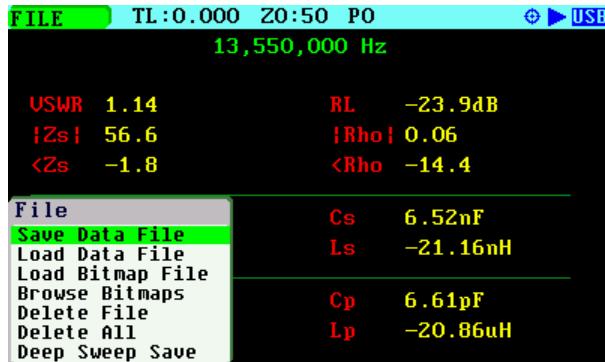 FILE TL:0.000 Z0:50 P0 USB
13,550,000 Hz
VSWR 1.14 RL -23.9dB
|Zs| 56.6 |Rho| 0.06
<Zs -1.8 <Rho -14.4
File
Save Data File
Load Data File
Load Bitmap File
Browse Bitmaps
Delete File
Delete All
Deep Sweep Save
Cs 6.52nF
Ls -21.16nH
Cp 6.61pF
Lp -20.86uH